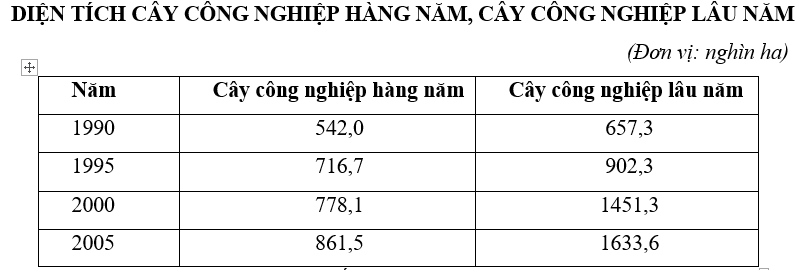 DIỆN TÍCH CÂY CÔNG NGHIỆP HÀNG NĂM, CÂY CÔNG NGHIỆP LÂU NĂM
(Đơn vị: nghìn ha)
Năm Cây công nghiệp hàng năm Cây công nghiệp lâu năm
1990 542,0 657,3
1995 716,7 902,3
2000 778,1 1451,3
2005 861,5 1633,6